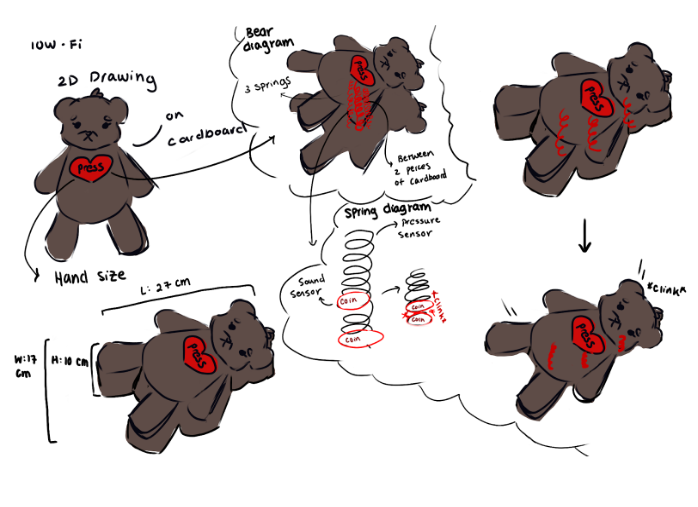 low-Fi
2D Drawing
on
cardboard
Press
Hand Size
Bear
diagram
3 springs
Press
Between
2 peices
of cardboard
Spring diagram
pressure
sensor
Sound
Sensor
coin
coin
coin
coin
*clink*
Press
Press
*clink*
L: 27 cm
W:17
cm
H:10 cm
Press